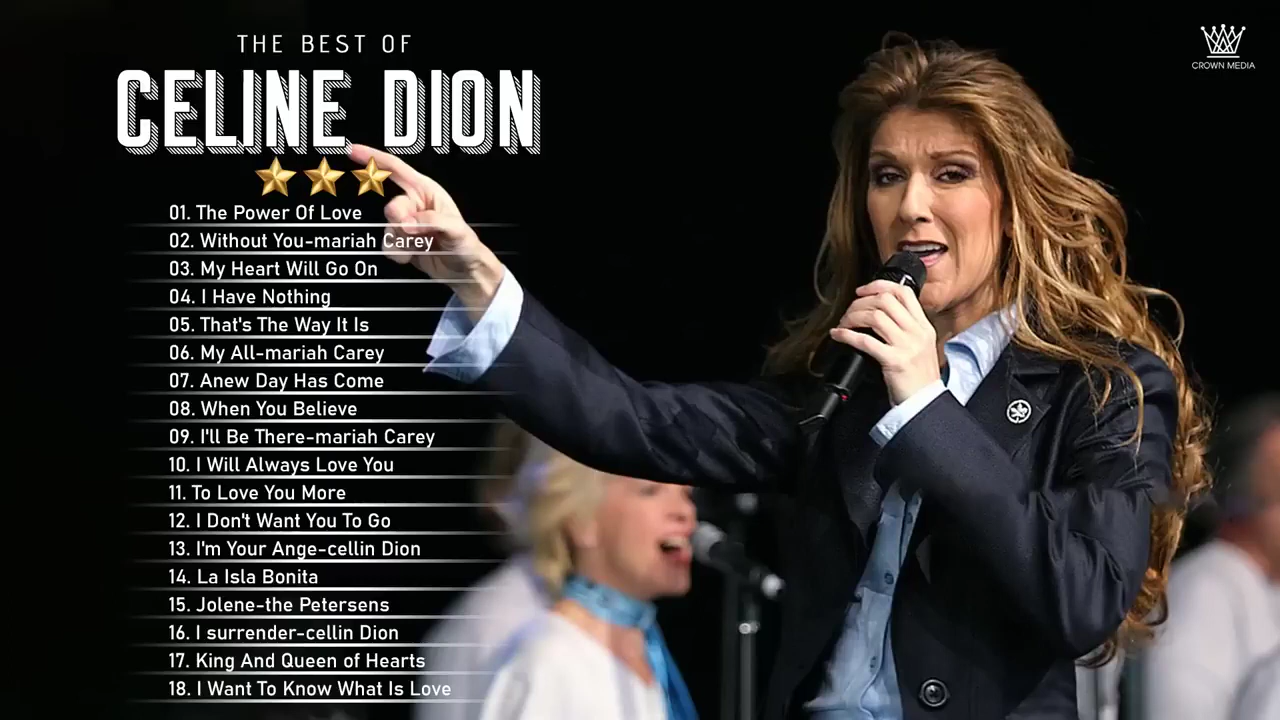 THE BEST OF
CELINE DION
01. The Power Of Love
02. Without You-mariah Carey
03. My Heart Will Go On
04. I Have Nothing
05. That's The Way It Is
06. My All-mariah Carey
07. Anew Day Has Come
08. When You Believe
09. I'll Be There-mariah Carey
10. I Will Always Love You
11. To Love You More
12. I Don't Want You To Go
13. I'm Your Ange-cellin Dion
14. La Isla Bonita
15. Jolene-the Petersens
16. I surrender-cellin Dion
17. King And Queen of Hearts
18. I Want To Know What Is Love
CROWN MEDIA